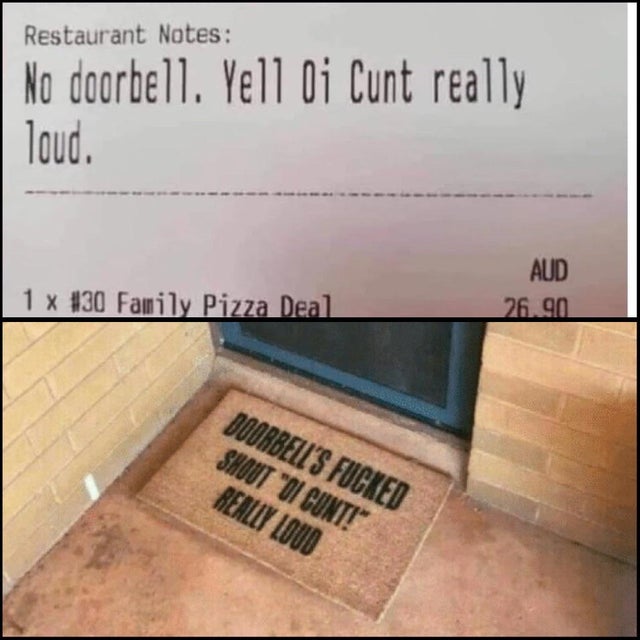 Restaurant Notes:
No doorbell. Yell Oi Cunt really
loud.
AUD
1 x #30 Family Pizza Deal 26.90
DOORBELL'S FUCKED
SHOUT "OI CUNT!"
REALLY LOUD